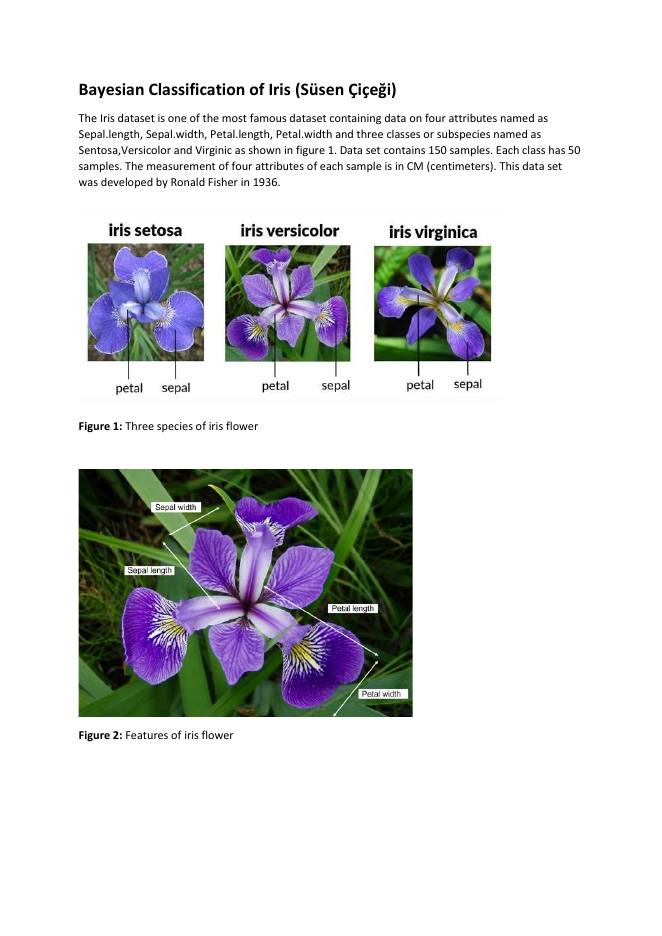 Bayesian Classification of Iris (Süsen Çiçeği)
The Iris dataset is one of the most famous dataset containing data on four attributes named as
Sepal.length, Sepal.width, Petal.length, Petal.width and three classes or subspecies named as
Sentosa,Versicolor and Virginic as shown in figure 1. Data set contains 150 samples. Each class has 50
samples. The measurement of four attributes of each sample is in CM (centimeters). This data set
was developed by Ronald Fisher in 1936.
iris setosa iris versicolor iris virginica
petal sepal petal sepal petal sepal
Figure 1: Three species of iris flower
Sepal width
Sepal length
Petal length
Petal width
Figure 2: Features of iris flower